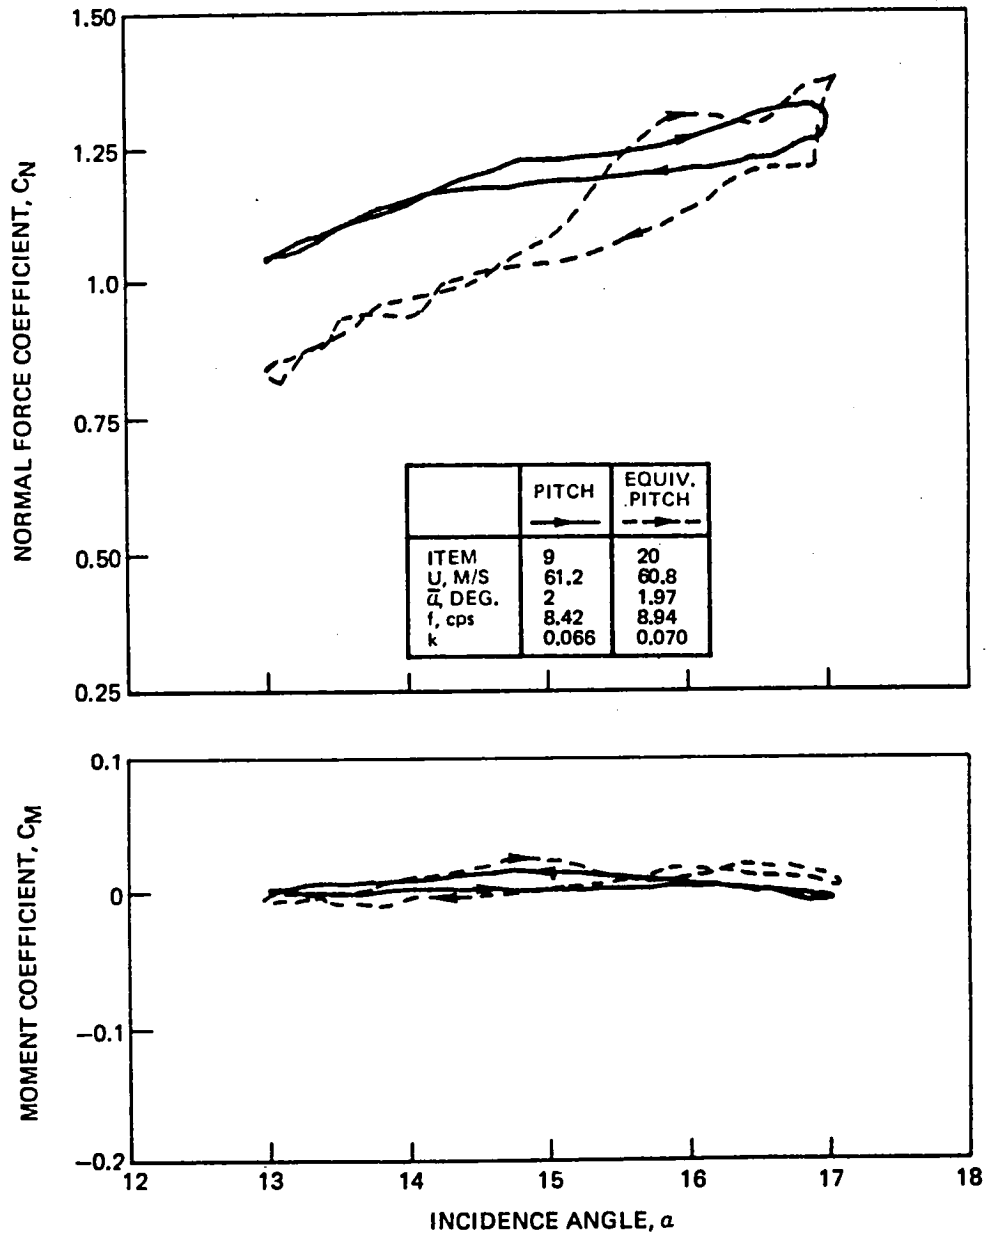 1.50
1.25
1.0
0.75
0.50
0.25
NORMAL FORCE COEFFICIENT, CN
PITCH
EQUIV.
PITCH
ITEM 9 20
U, M/S 61.2 60.8
ᾱ, DEG. 2 1.97
f, cps 8.42 8.94
k 0.066 0.070
0.1
0
−0.1
−0.2
MOMENT COEFFICIENT, CM
12 13 14 15 16 17 18
INCIDENCE ANGLE, α